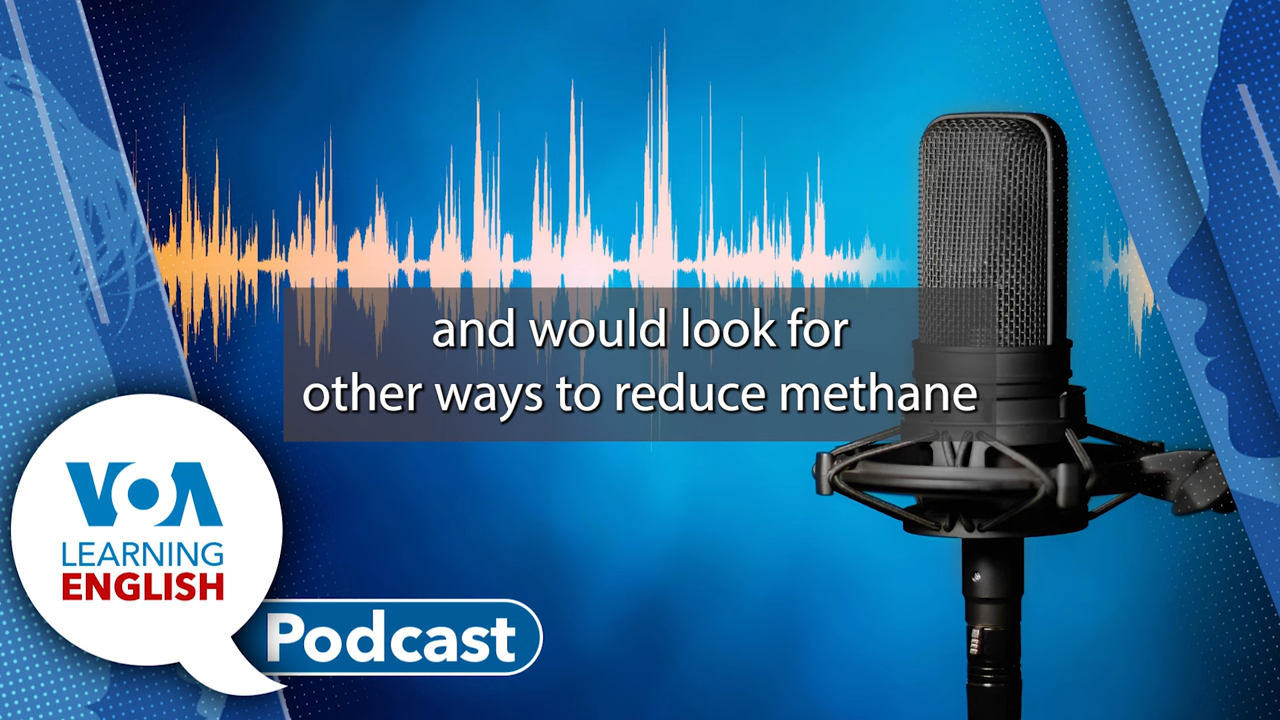 and would look for
other ways to reduce methane
VOA
LEARNING
ENGLISH
Podcast